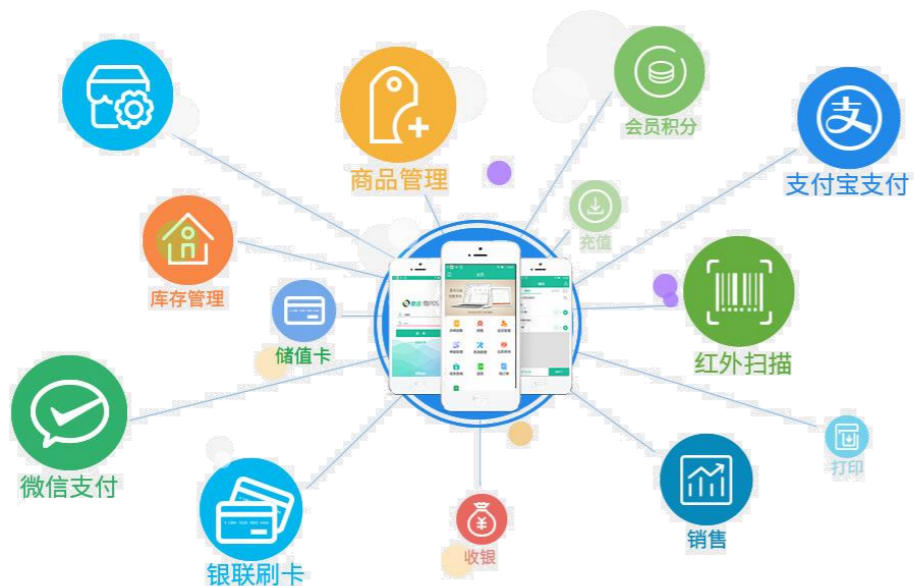 会员积分
商品管理
支付宝支付
充值
库存管理
储值卡
红外扫描
微信支付
打印
销售
收银
银联刷卡